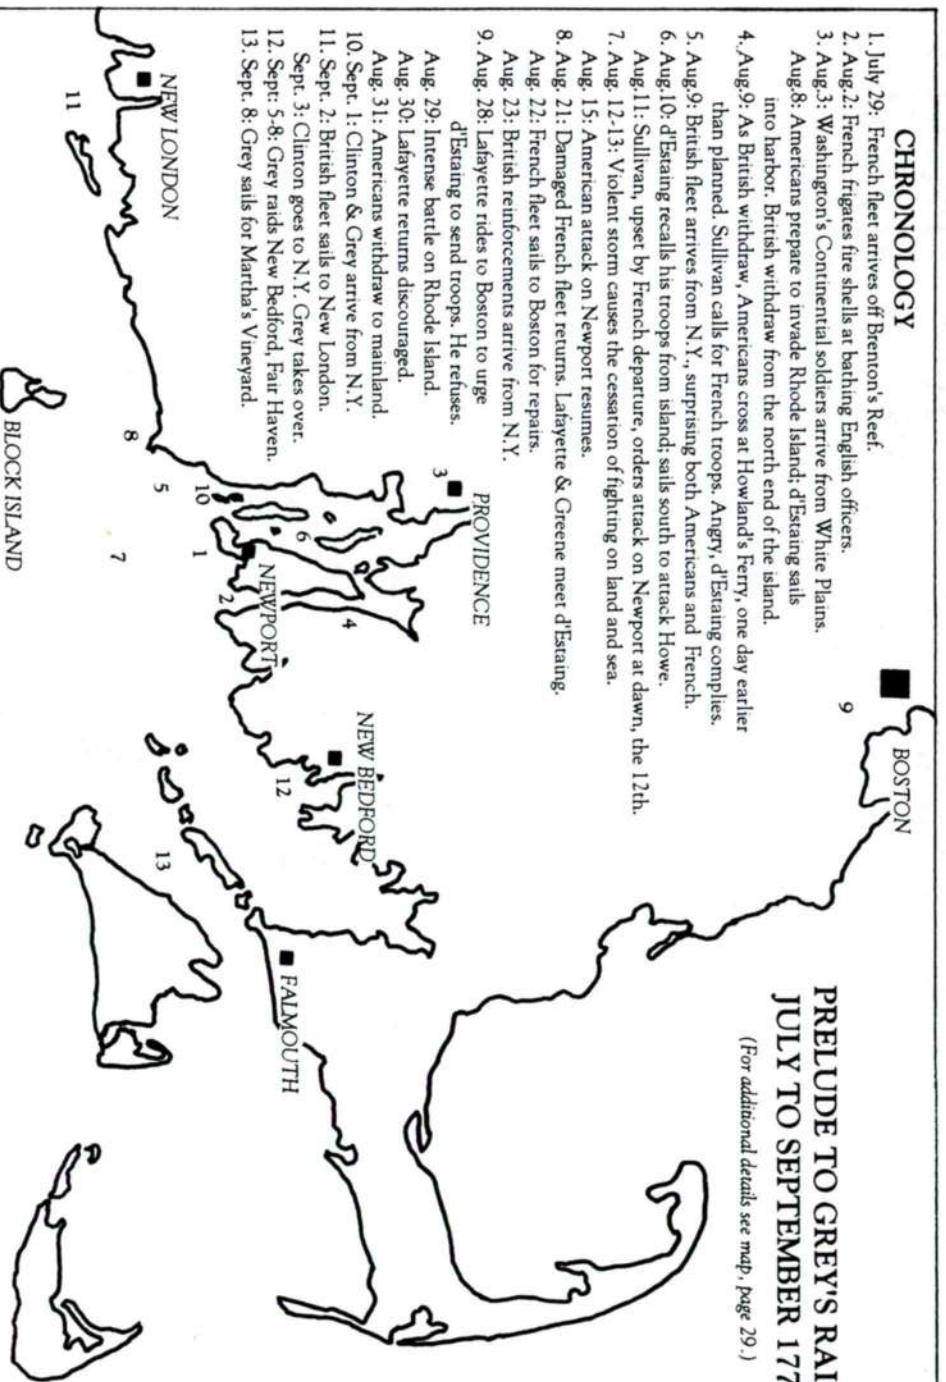 CHRONOLOGY
1. July 29: French fleet arrives off Brenton's Reef.
2. Aug.2: French frigates fire shells at bathing English officers.
3. Aug.3: Washington's Continental soldiers arrive from White Plains.
Aug.8: Americans prepare to invade Rhode Island; d'Estaing sails
into harbor. British withdraw from the north end of the island.
4. Aug.9: As British withdraw, Americans cross at Howland's Ferry, one day earlier
than planned. Sullivan calls for French troops. Angry, d'Estaing complies.
5. Aug.9: British fleet arrives from N.Y., surprising both Americans and French.
6. Aug.10: d'Estaing recalls his troops from island; sails south to attack Howe.
Aug.11: Sullivan, upset by French departure, orders attack on Newport at dawn, the 12th.
7. Aug. 12-13: Violent storm causes the cessation of fighting on land and sea.
Aug. 15: American attack on Newport resumes.
8. Aug. 21: Damaged French fleet returns. Lafayette & Greene meet d'Estaing.
Aug. 22: French fleet sails to Boston for repairs.
Aug. 23: British reinforcements arrive from N.Y.
9. Aug. 28: Lafayette rides to Boston to urge
d'Estaing to send troops. He refuses.
Aug. 29: Intense battle on Rhode Island.
Aug. 30: Lafayette returns discouraged.
Aug. 31: Americans withdraw to mainland.
10. Sept. 1: Clinton & Grey arrive from N.Y.
11. Sept. 2: British fleet sails to New London.
Sept. 3: Clinton goes to N.Y. Grey takes over.
12. Sept: 5-8: Grey raids New Bedford, Fair Haven.
13. Sept. 8: Grey sails for Martha's Vineyard.
PRELUDE TO GREY'S RAI
JULY TO SEPTEMBER 177
(For additional details see map, page 29.)
BOSTON
9
PROVIDENCE
3
NEW BEDFORD
12
NEWPORT
4
6
2
1
10
5
8
7
FALMOUTH
13
NEW LONDON
11
BLOCK ISLAND